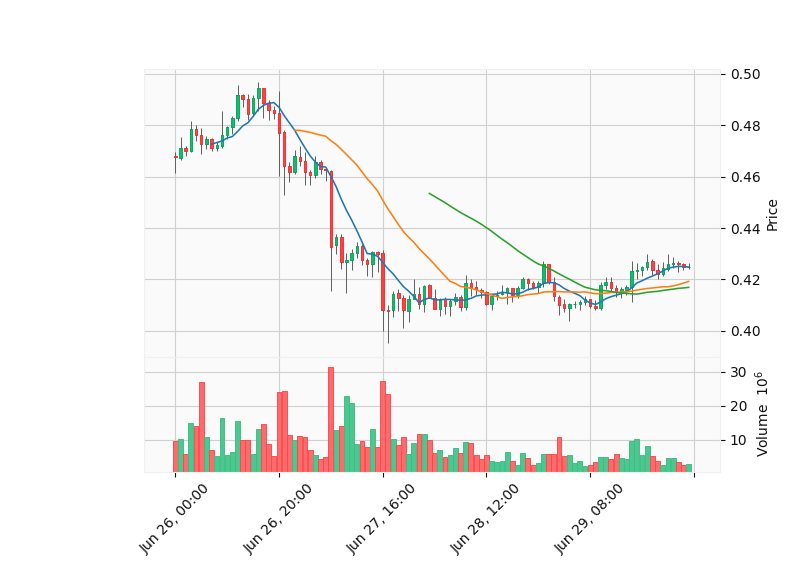 0.50
0.48
0.46
0.44
0.42
0.40
Price
30
20
10
Volume 10^6
Jun 26, 00:00
Jun 26, 20:00
Jun 27, 16:00
Jun 28, 12:00
Jun 29, 08:00